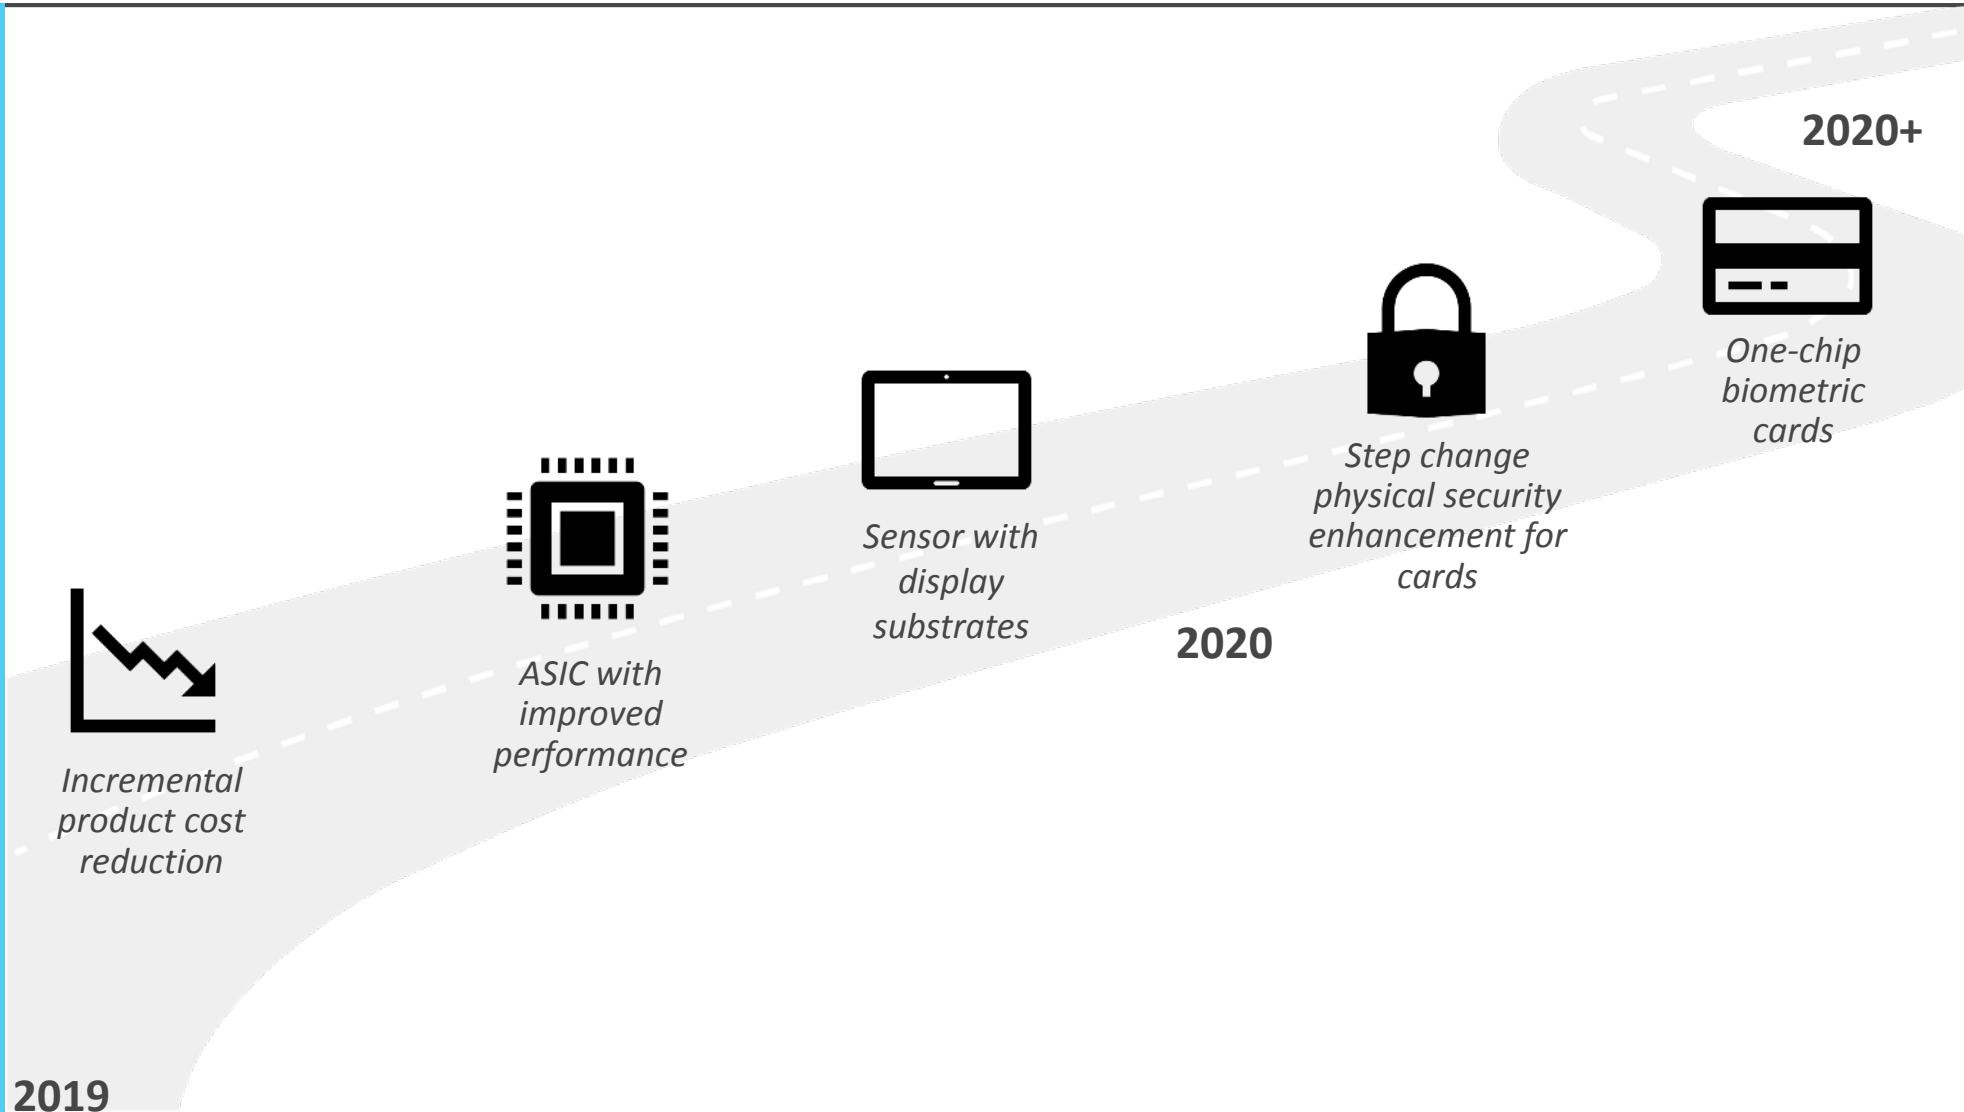 2019
Incremental
product cost
reduction
ASIC with
improved
performance
Sensor with
display
substrates
2020
Step change
physical security
enhancement for
cards
One-chip
biometric
cards
2020+